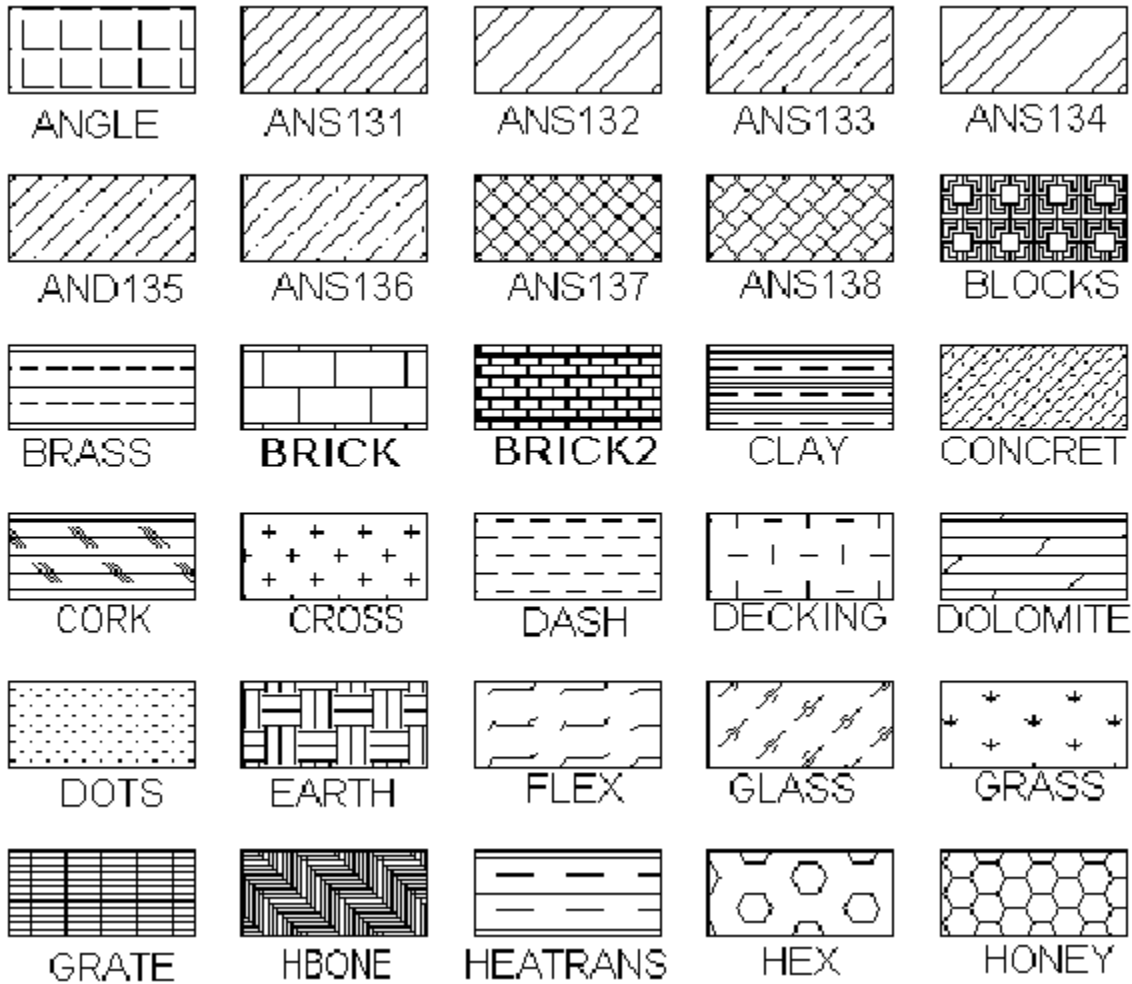 ANGLE ANS131 ANS132 ANS133 ANS134
AND135 ANS136 ANS137 ANS138 BLOCKS
BRASS BRICK BRICK2 CLAY CONCRET
CORK CROSS DASH DECKING DOLOMITE
DOTS EARTH FLEX GLASS GRASS
GRATE HBONE HEATRANS HEX HONEY